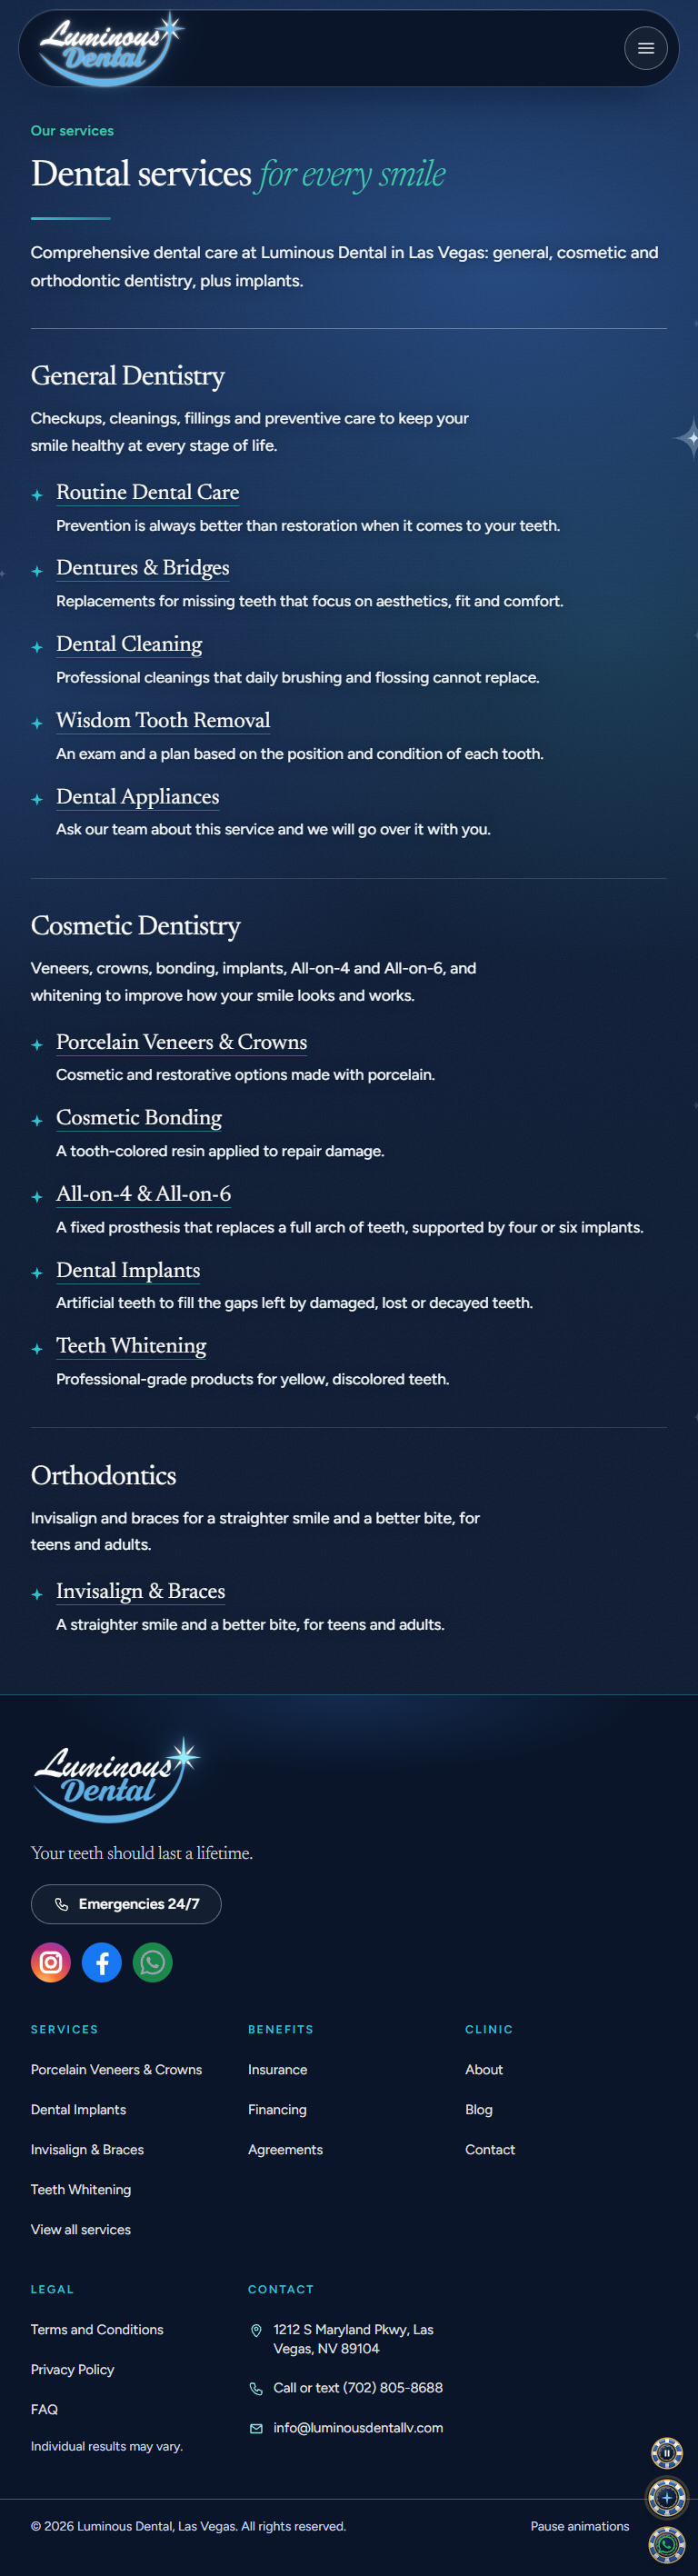 Luminous
Dental
Our services
Dental services for every smile
Comprehensive dental care at Luminous Dental in Las Vegas: general, cosmetic and
orthodontic dentistry, plus implants.
General Dentistry
Checkups, cleanings, fillings and preventive care to keep your
smile healthy at every stage of life.
Routine Dental Care
Prevention is always better than restoration when it comes to your teeth.
Dentures & Bridges
Replacements for missing teeth that focus on aesthetics, fit and comfort.
Dental Cleaning
Professional cleanings that daily brushing and flossing cannot replace.
Wisdom Tooth Removal
An exam and a plan based on the position and condition of each tooth.
Dental Appliances
Ask our team about this service and we will go over it with you.
Cosmetic Dentistry
Veneers, crowns, bonding, implants, All-on-4 and All-on-6, and
whitening to improve how your smile looks and works.
Porcelain Veneers & Crowns
Cosmetic and restorative options made with porcelain.
Cosmetic Bonding
A tooth-colored resin applied to repair damage.
All-on-4 & All-on-6
A fixed prosthesis that replaces a full arch of teeth, supported by four or six implants.
Dental Implants
Artificial teeth to fill the gaps left by damaged, lost or decayed teeth.
Teeth Whitening
Professional-grade products for yellow, discolored teeth.
Orthodontics
Invisalign and braces for a straighter smile and a better bite, for
teens and adults.
Invisalign & Braces
A straighter smile and a better bite, for teens and adults.
Luminous
Dental
Your teeth should last a lifetime.
Emergencies 24/7
SERVICES
Porcelain Veneers & Crowns
Dental Implants
Invisalign & Braces
Teeth Whitening
View all services
BENEFITS
Insurance
Financing
Agreements
CLINIC
About
Blog
Contact
LEGAL
Terms and Conditions
Privacy Policy
FAQ
Individual results may vary.
CONTACT
1212 S Maryland Pkwy, Las
Vegas, NV 89104
Call or text (702) 805-8688
info@luminousdentallv.com
© 2026 Luminous Dental, Las Vegas. All rights reserved.
Pause animations